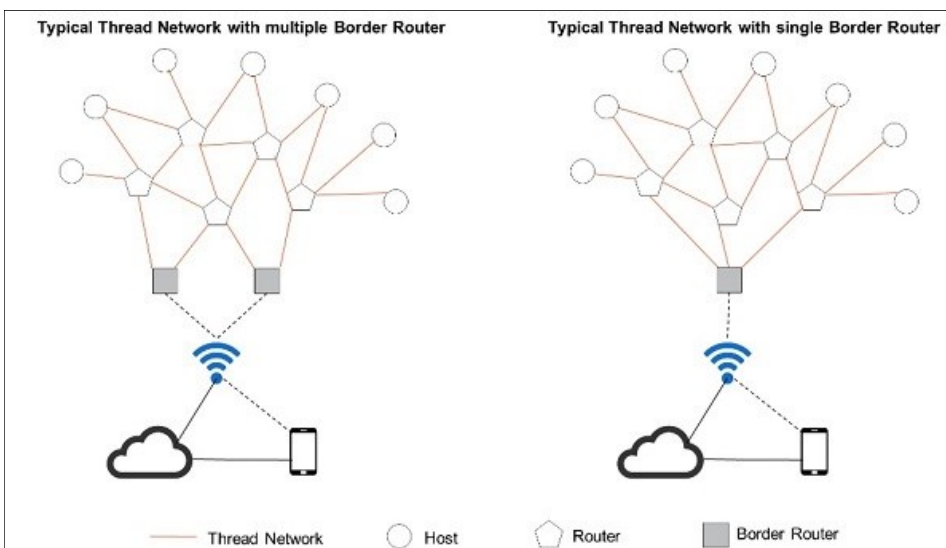 Typical Thread Network with multiple Border Router
Typical Thread Network with single Border Router
Thread Network
Host
Router
Border Router